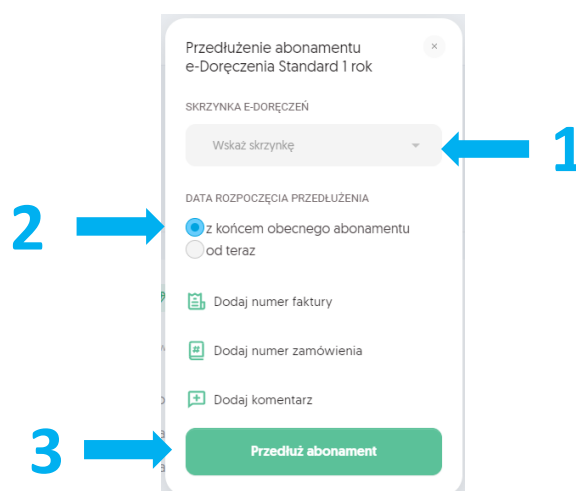 Przedłużenie abonamentu
e-Doręczenia Standard 1 rok
×
SKRZYNKA E-DORĘCZEŃ
Wskaż skrzynkę
1
DATA ROZPOCZĘCIA PRZEDŁUŻENIA
2
z końcem obecnego abonamentu
od teraz
Dodaj numer faktury
# Dodaj numer zamówienia
Dodaj komentarz
3
Przedłuż abonament